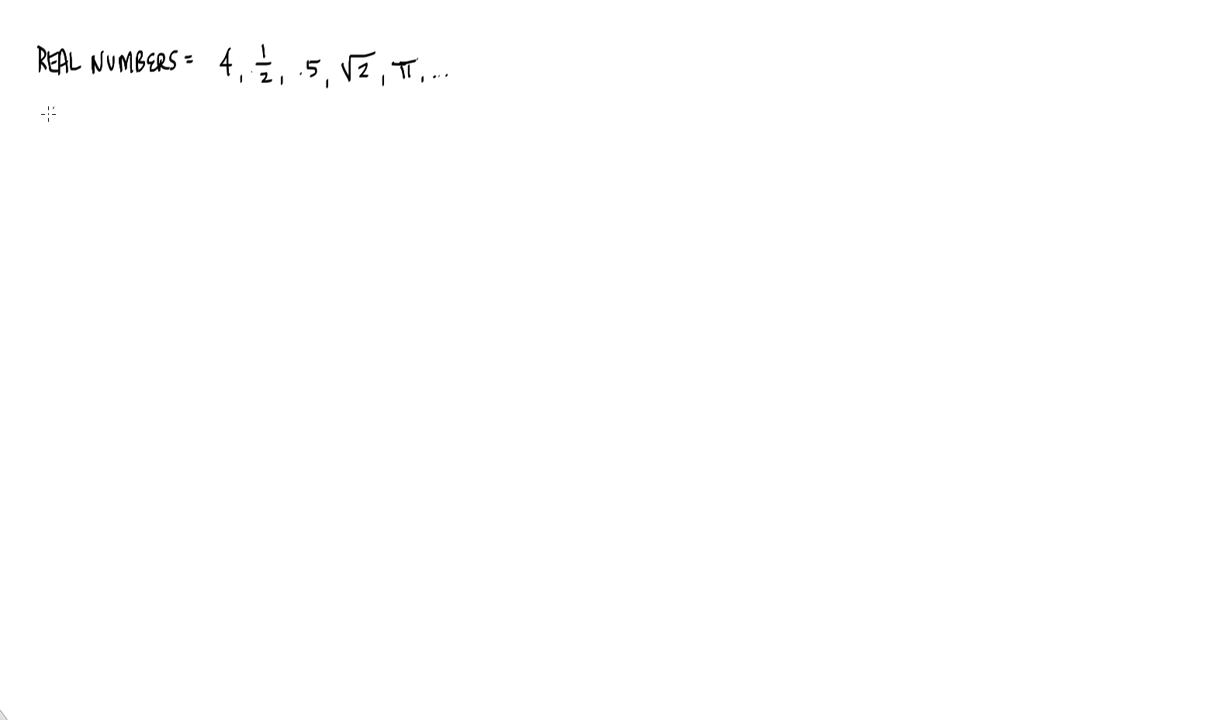 REAL NUMBERS = 4, 1/2, .5, √2, π, ...